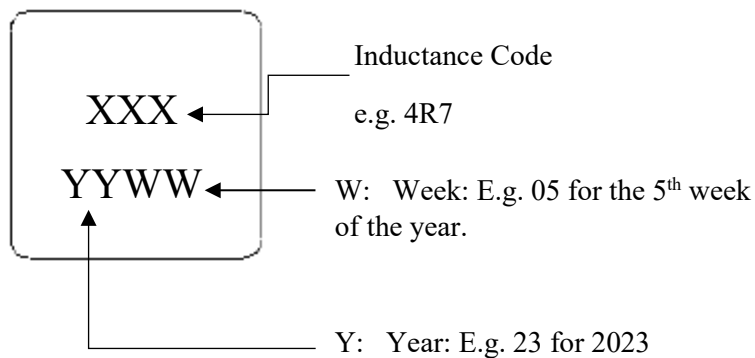 Inductance Code
XXX
e.g. 4R7
YYWW
W: Week: E.g. 05 for the 5th week
of the year.
Y: Year: E.g. 23 for 2023